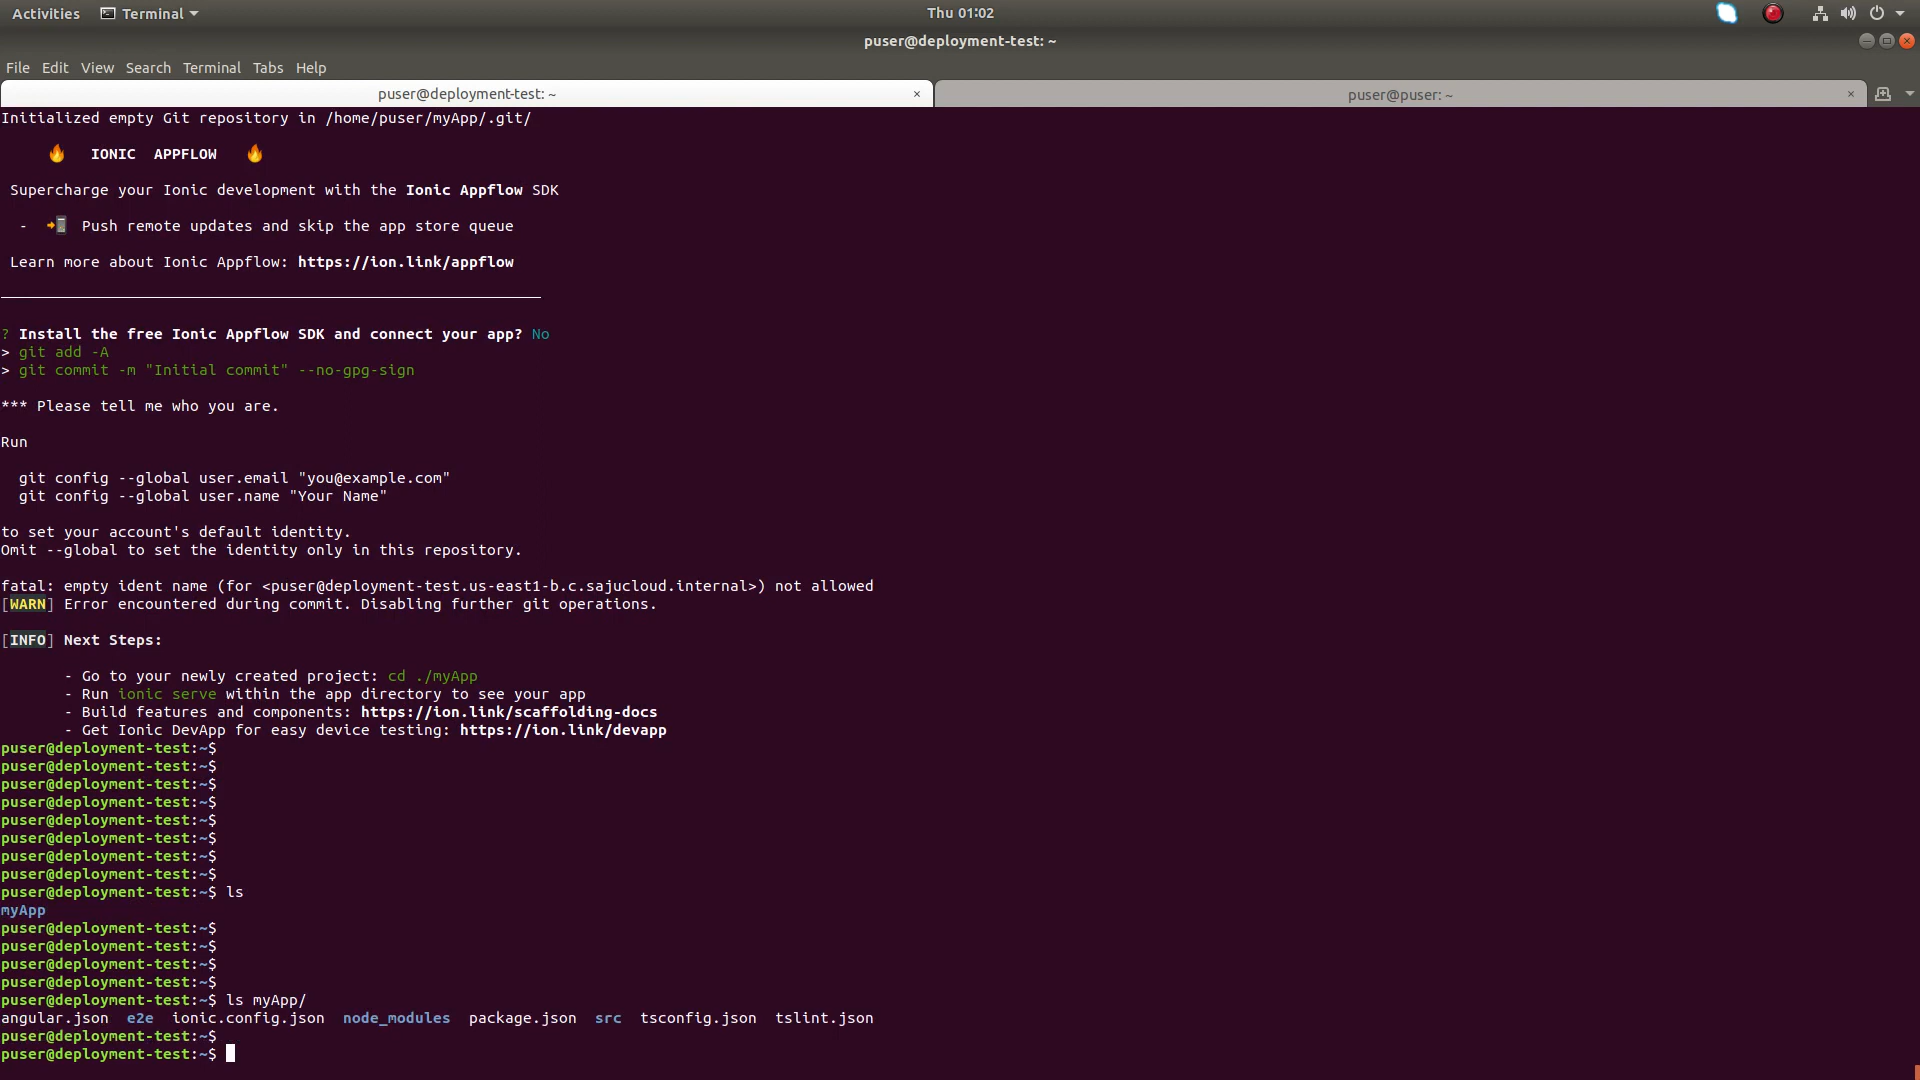 Activities Terminal Thu 01:02
puser@deployment-test: ~
File Edit View Search Terminal Tabs Help
puser@deployment-test: ~ × puser@puser: ~ ×
Initialized empty Git repository in /home/puser/myApp/.git/
🔥 IONIC APPFLOW 🔥
Supercharge your Ionic development with the Ionic Appflow SDK
- Push remote updates and skip the app store queue
Learn more about Ionic Appflow: https://ion.link/appflow
? Install the free Ionic Appflow SDK and connect your app? No
> git add -A
> git commit -m "Initial commit" --no-gpg-sign
*** Please tell me who you are.
Run
git config --global user.email "you@example.com"
git config --global user.name "Your Name"
to set your account's default identity.
Omit --global to set the identity only in this repository.
fatal: empty ident name (for <puser@deployment-test.us-east1-b.c.sajucloud.internal>) not allowed
[WARN] Error encountered during commit. Disabling further git operations.
[INFO] Next Steps:
- Go to your newly created project: cd ./myApp
- Run ionic serve within the app directory to see your app
- Build features and components: https://ion.link/scaffolding-docs
- Get Ionic DevApp for easy device testing: https://ion.link/devapp
puser@deployment-test:~$
puser@deployment-test:~$
puser@deployment-test:~$
puser@deployment-test:~$
puser@deployment-test:~$
puser@deployment-test:~$
puser@deployment-test:~$
puser@deployment-test:~$
puser@deployment-test:~$ ls
myApp
puser@deployment-test:~$
puser@deployment-test:~$
puser@deployment-test:~$
puser@deployment-test:~$
puser@deployment-test:~$ ls myApp/
angular.json e2e ionic.config.json node_modules package.json src tsconfig.json tslint.json
puser@deployment-test:~$
puser@deployment-test:~$